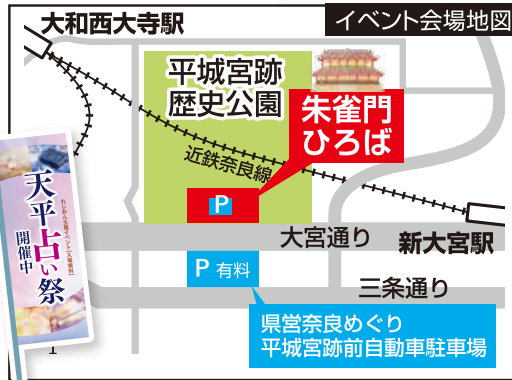 イベント会場地図
大和西大寺駅
平城宮跡
歴史公園
朱雀門
ひろば
近鉄奈良線
P
大宮通り
新大宮駅
P 有料
三条通り
県営奈良めぐり
平城宮跡前自動車駐車場
天平占い祭
開催中